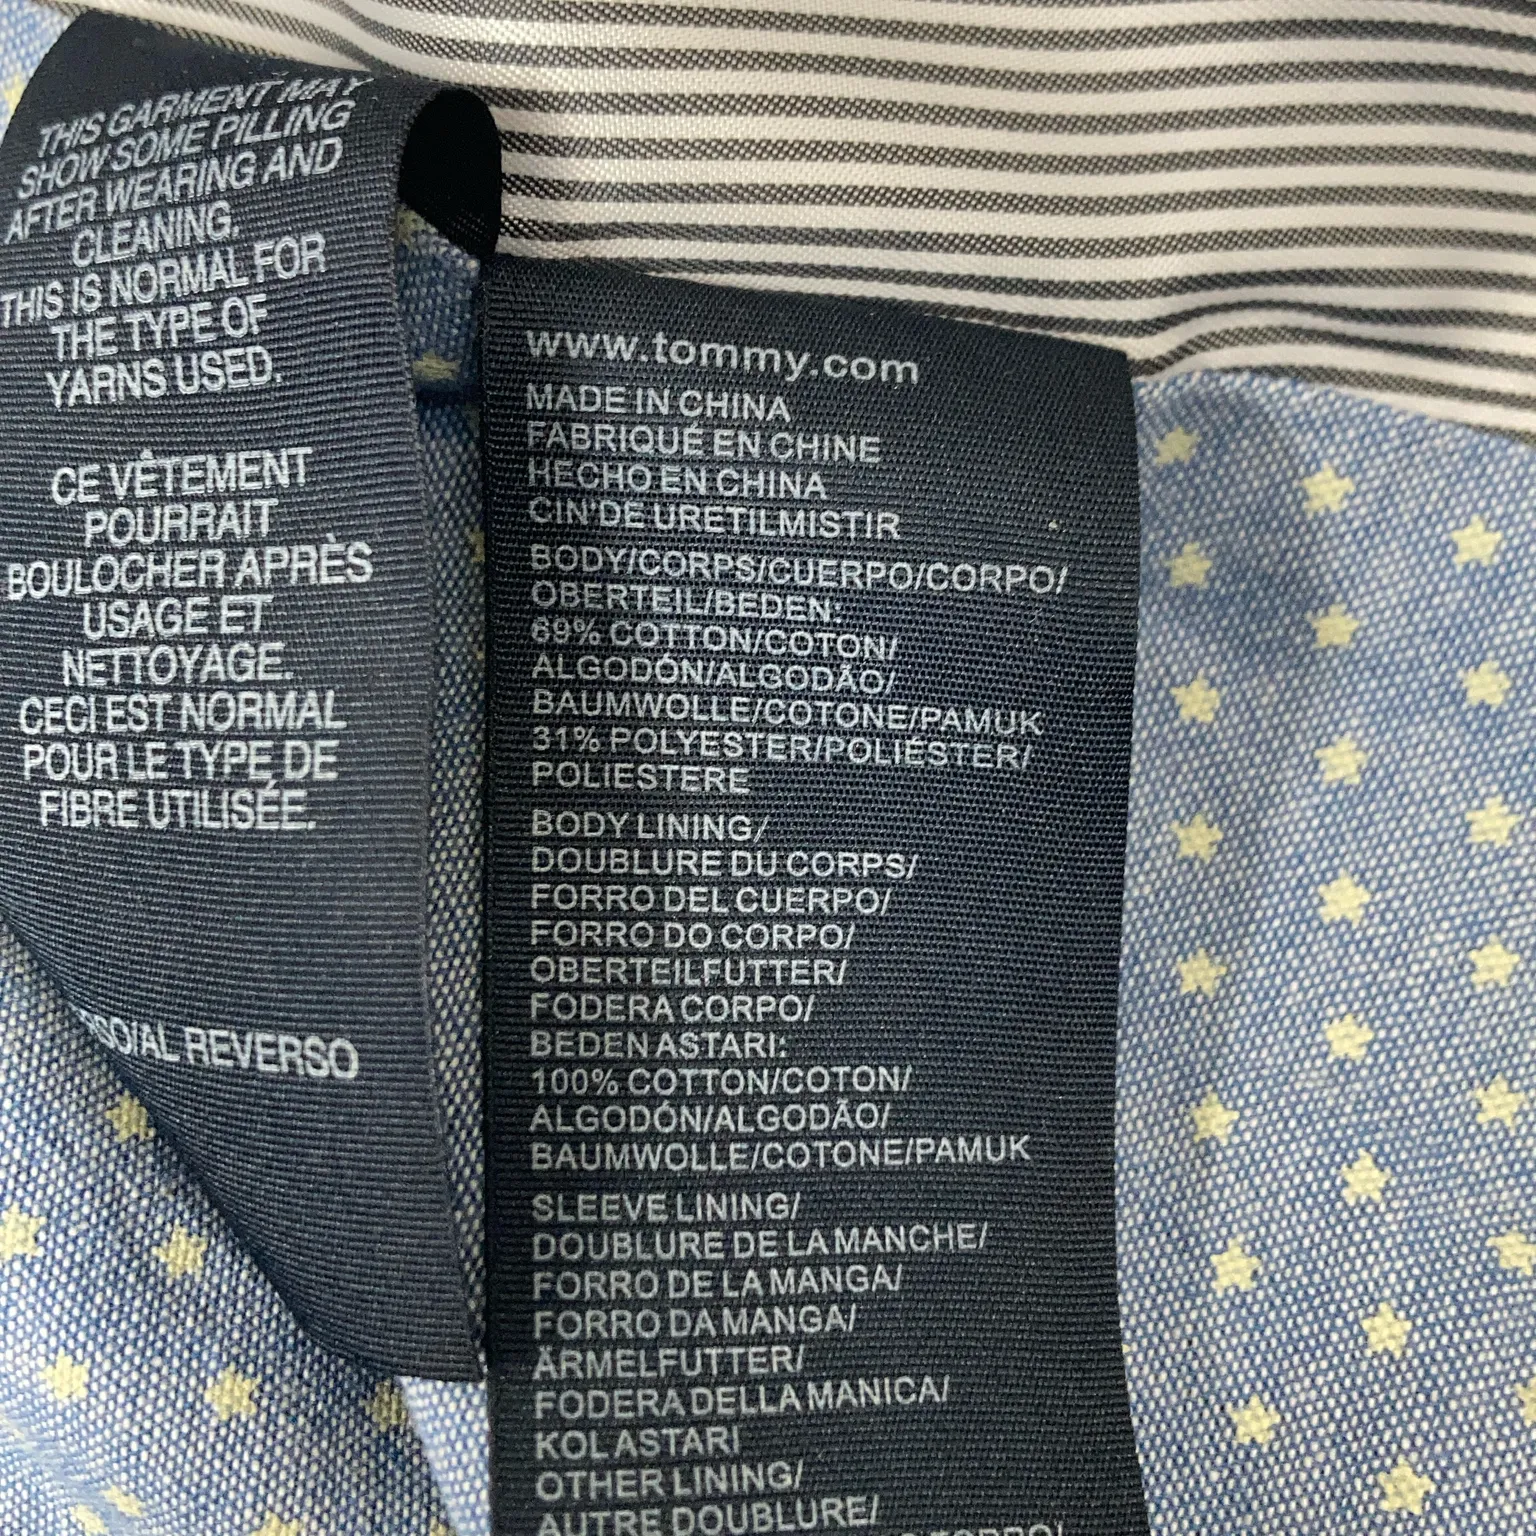 THIS GARMENT MAY
SHOW SOME PILLING
AFTER WEARING AND
CLEANING.
THIS IS NORMAL FOR
THE TYPE OF
YARNS USED.
CE VÊTEMENT
POURRAIT
BOULOCHER APRÈS
USAGE ET
NETTOYAGE.
CECI EST NORMAL
POUR LE TYPE DE
FIBRE UTILISÉE.
REVERSO
www.tommy.com
MADE IN CHINA
FABRIQUÉ EN CHINE
HECHO EN CHINA
CIN'DE URETILMISTIR
BODY/CORPS/CUERPO/CORPO/
OBERTEIL/BEDEN:
69% COTTON/COTON/
ALGODÓN/ALGODÃO/
BAUMWOLLE/COTONE/PAMUK
31% POLYESTER/POLIÉSTER/
POLIESTERE
BODY LINING/
DOUBLURE DU CORPS/
FORRO DEL CUERPO/
FORRO DO CORPO/
OBERTEILFUTTER/
FODERA CORPO/
BEDEN ASTARI:
100% COTTON/COTON/
ALGODÓN/ALGODÃO/
BAUMWOLLE/COTONE/PAMUK
SLEEVE LINING/
DOUBLURE DE LA MANCHE/
FORRO DE LA MANGA/
FORRO DA MANGA/
ÄRMELFUTTER/
FODERA DELLA MANICA/
KOL ASTARI
OTHER LINING/
AUTRE DOUBLURE/